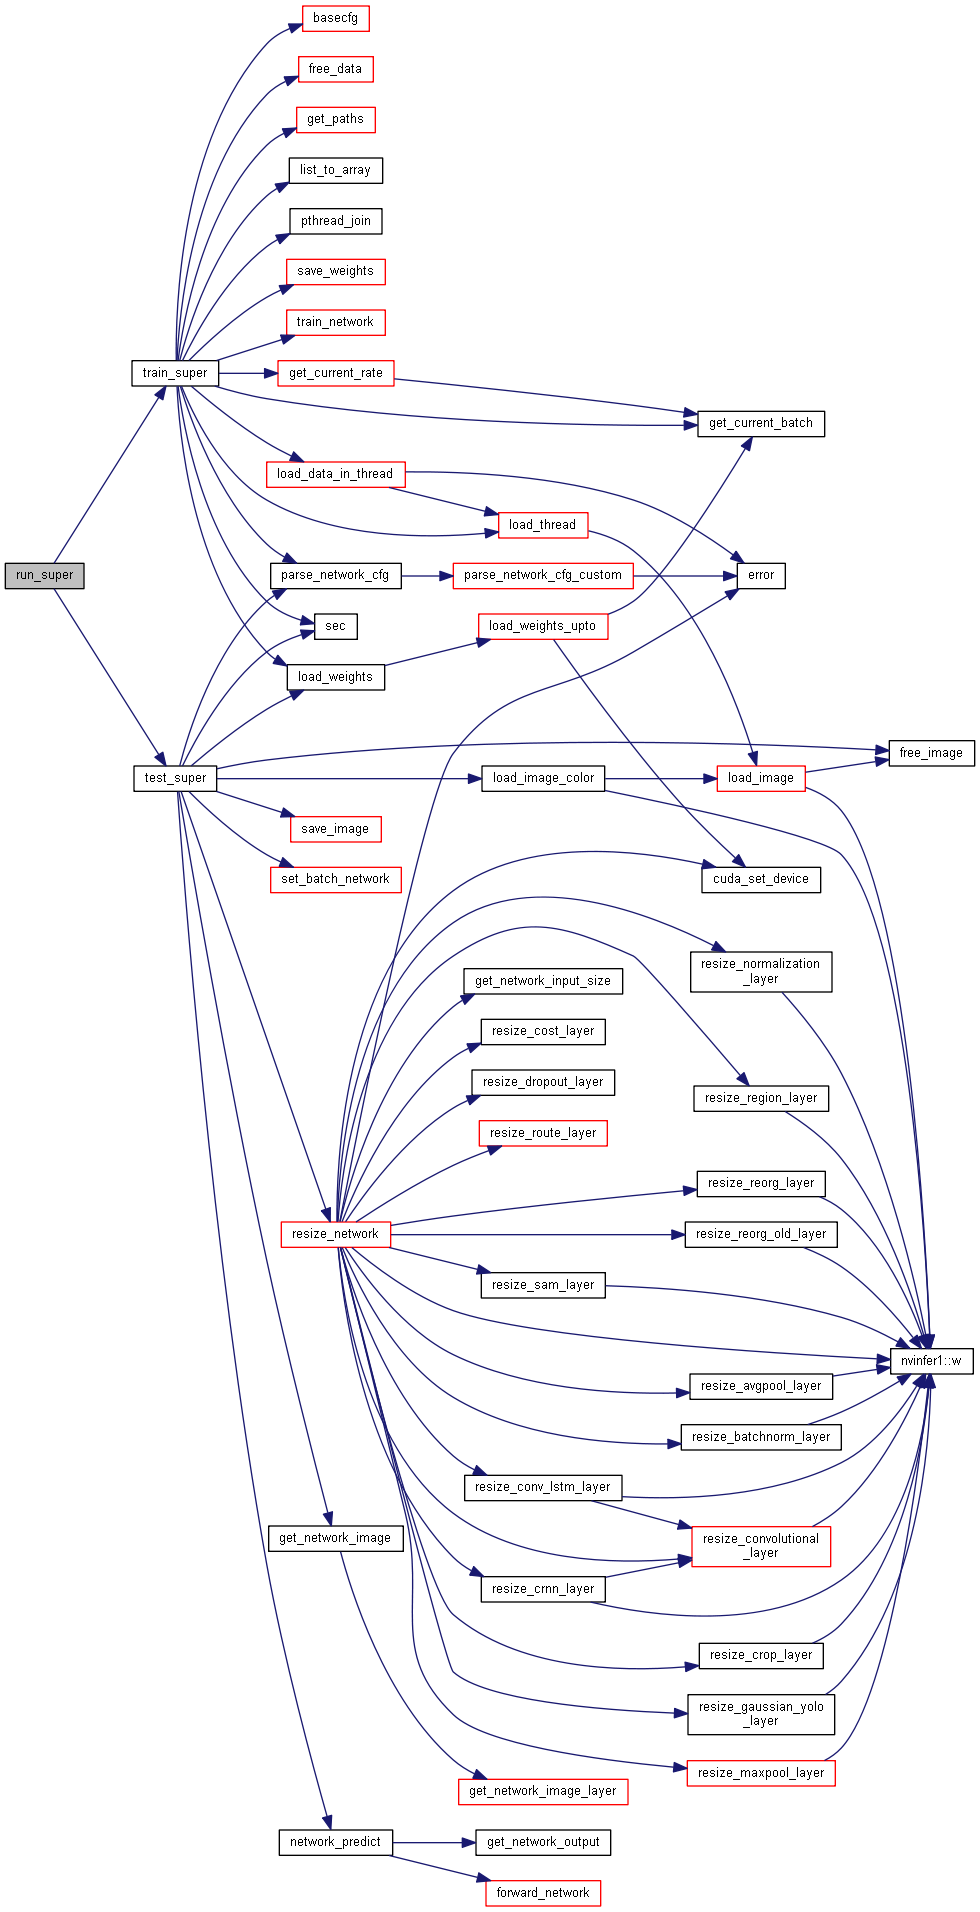 basecfg
free_data
get_paths
list_to_array
pthread_join
save_weights
train_network
train_super
get_current_rate
get_current_batch
load_data_in_thread
load_thread
run_super
parse_network_cfg
parse_network_cfg_custom
error
sec
load_weights_upto
load_weights
free_image
test_super
load_image_color
load_image
save_image
set_batch_network
cuda_set_device
resize_normalization
_layer
get_network_input_size
resize_cost_layer
resize_dropout_layer
resize_region_layer
resize_route_layer
resize_reorg_layer
resize_network
resize_reorg_old_layer
resize_sam_layer
nvinfer1::w
resize_avgpool_layer
resize_batchnorm_layer
resize_conv_lstm_layer
get_network_image
resize_convolutional
_layer
resize_crnn_layer
resize_crop_layer
resize_gaussian_yolo
_layer
resize_maxpool_layer
get_network_image_layer
network_predict
get_network_output
forward_network